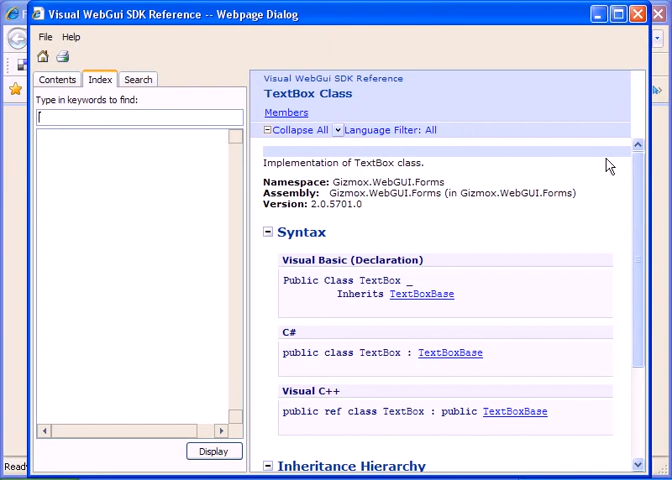 Visual WebGui SDK Reference -- Webpage Dialog
File Help
Contents Index Search
Type in keywords to find:
Display
Visual WebGui SDK Reference
TextBox Class
Members
Collapse All Language Filter: All
Implementation of TextBox class.
Namespace: Gizmox.WebGUI.Forms
Assembly: Gizmox.WebGUI.Forms (in Gizmox.WebGUI.Forms)
Version: 2.0.5701.0
Syntax
Visual Basic (Declaration)
Public Class TextBox _
Inherits TextBoxBase
C#
public class TextBox : TextBoxBase
Visual C++
public ref class TextBox : public TextBoxBase
Inheritance Hierarchy